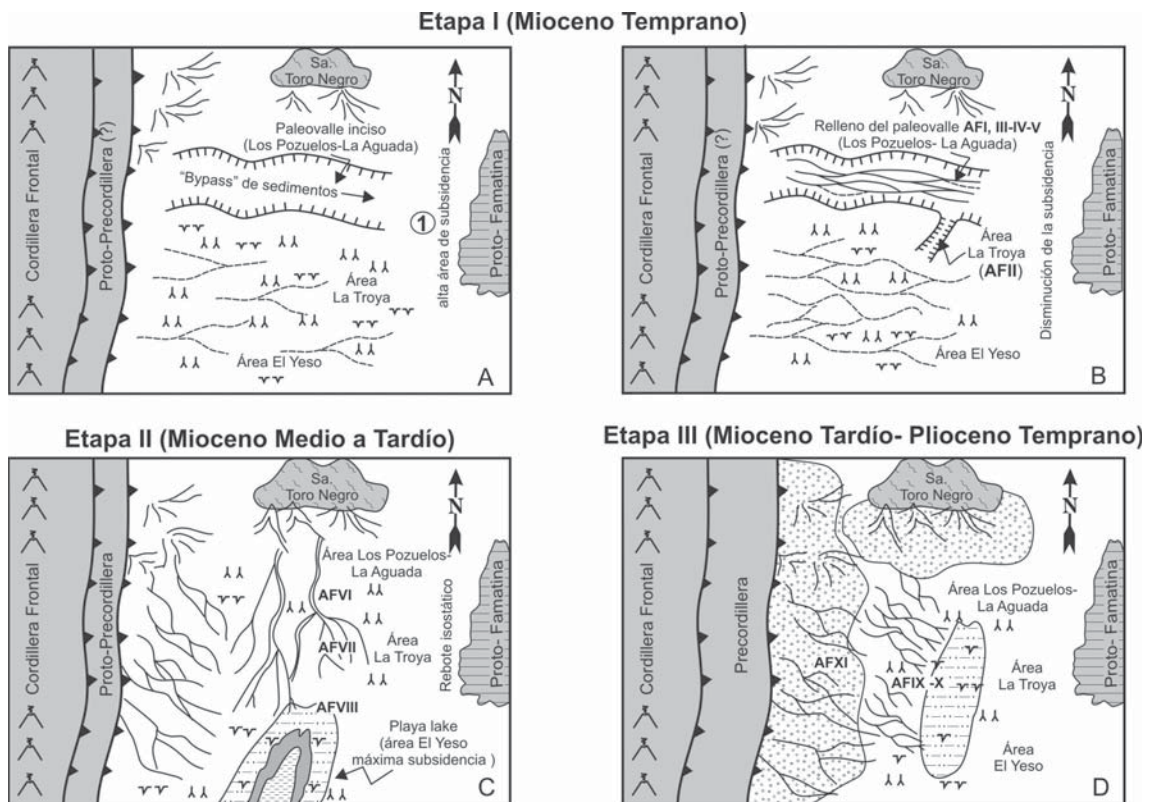 Etapa I (Mioceno Temprano)
Cordillera Frontal
Proto-Precordillera (?)
Sa.
Toro Negro
N
Paleovalle inciso
(Los Pozuelos- La Aguada)
"Bypass" de sedimentos
1
alta área de subsidencia
Proto- Famatina
Área
La Troya
Área El Yeso
A
Cordillera Frontal
Proto-Precordillera (?)
Sa.
Toro Negro
N
Relleno del paleovalle AFI, III-IV-V
(Los Pozuelos- La Aguada)
Área
La Troya
(AFII)
Disminución de la subsidencia
Proto- Famatina
Área El Yeso
B
Etapa II (Mioceno Medio a Tardío)
Cordillera Frontal
Proto-Precordillera
Sa.
Toro Negro
N
Área Los Pozuelos-
La Aguada
AFVI
AFVII
Área
La Troya
Rebote isostático
Proto- Famatina
AFVIII
Playa lake
(área El Yeso
máxima subsidencia )
C
Etapa III (Mioceno Tardío- Plioceno Temprano)
Cordillera Frontal
Precordillera
Sa.
Toro Negro
N
Área Los Pozuelos-
La Aguada
AFXI
AFIX -X
Área
La Troya
Proto- Famatina
Área
El Yeso
D